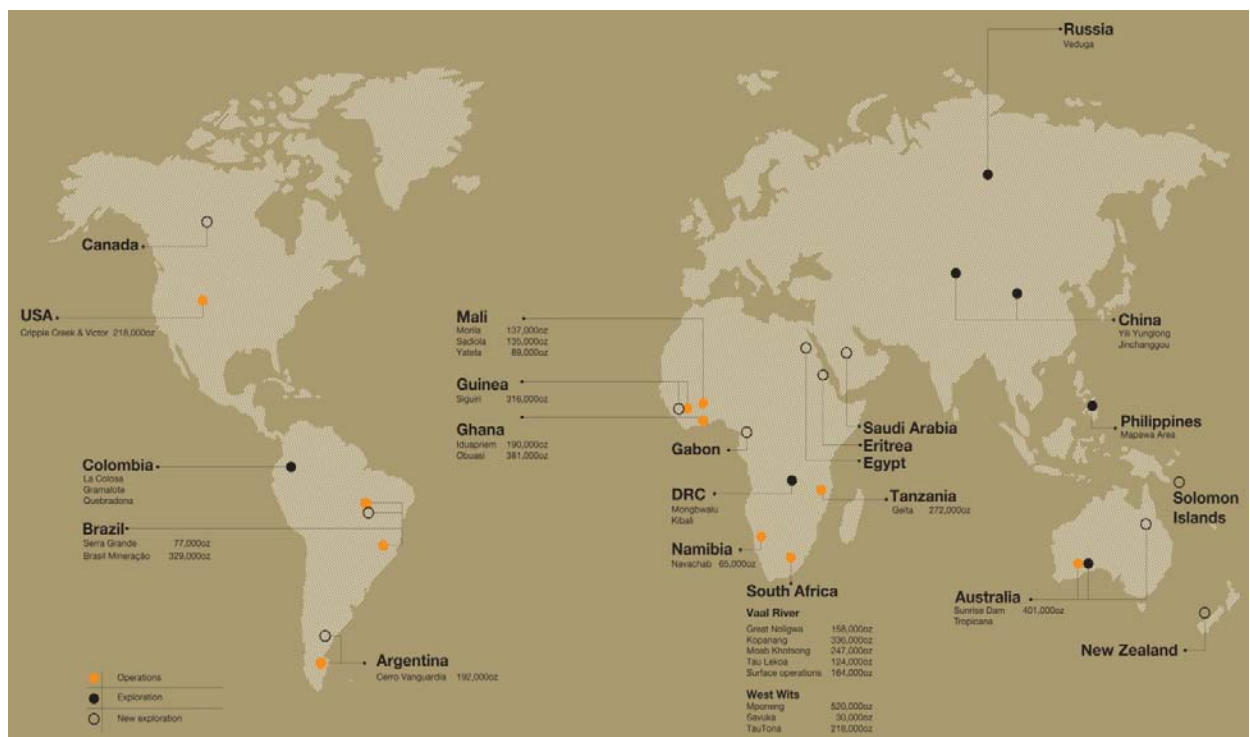 Russia
Veduga
Canada
USA
Cripple Creek & Victor 218,000oz
Mali
Morila 137,000oz
Sadiola 135,000oz
Yatela 89,000oz
China
Yili Yunglong
Jinchanggou
Guinea
Siguiri 316,000oz
Ghana
Iduapriem 190,000oz
Obuasi 381,000oz
Philippines
Mapawa Area
Saudi Arabia
Eritrea
Egypt
Gabon
Colombia
La Colosa
Gramalote
Quebradona
DRC
Mongbwalu
Kibali
Tanzania
Geita 272,000oz
Solomon
Islands
Brazil
Serra Grande 77,000oz
Brasil Mineração 329,000oz
Namibia
Navachab 65,000oz
South Africa
Vaal River
Great Noligwa 158,000oz
Kopanang 336,000oz
Moab Khotsong 247,000oz
Tau Lekoa 124,000oz
Surface operations 164,000oz
West Wits
Mponeng 520,000oz
Savuka 30,000oz
TauTona 218,000oz
Australia
Sunrise Dam 401,000oz
Tropicana
New Zealand
Argentina
Cerro Vanguardia 192,000oz
Operations
Exploration
New exploration